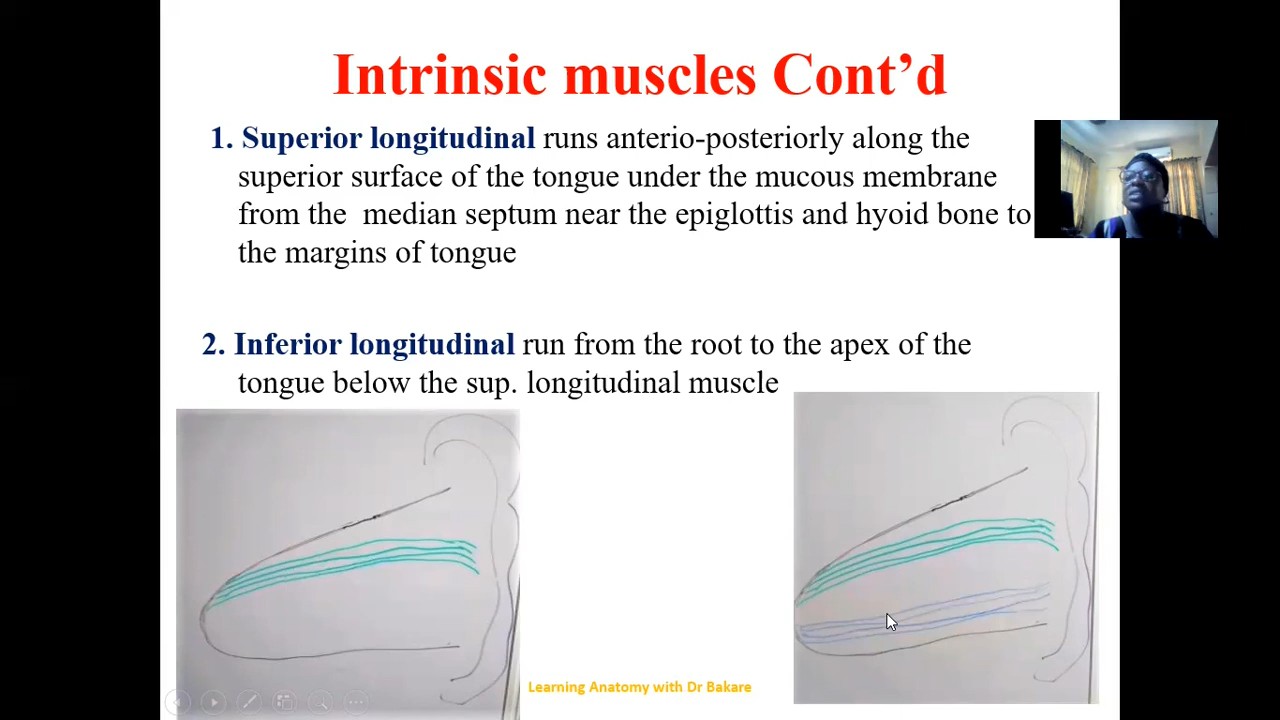 Intrinsic muscles Cont’d
1. Superior longitudinal runs anterio-posteriorly along the
superior surface of the tongue under the mucous membrane
from the median septum near the epiglottis and hyoid bone to
the margins of tongue
2. Inferior longitudinal run from the root to the apex of the
tongue below the sup. longitudinal muscle
Learning Anatomy with Dr Bakare